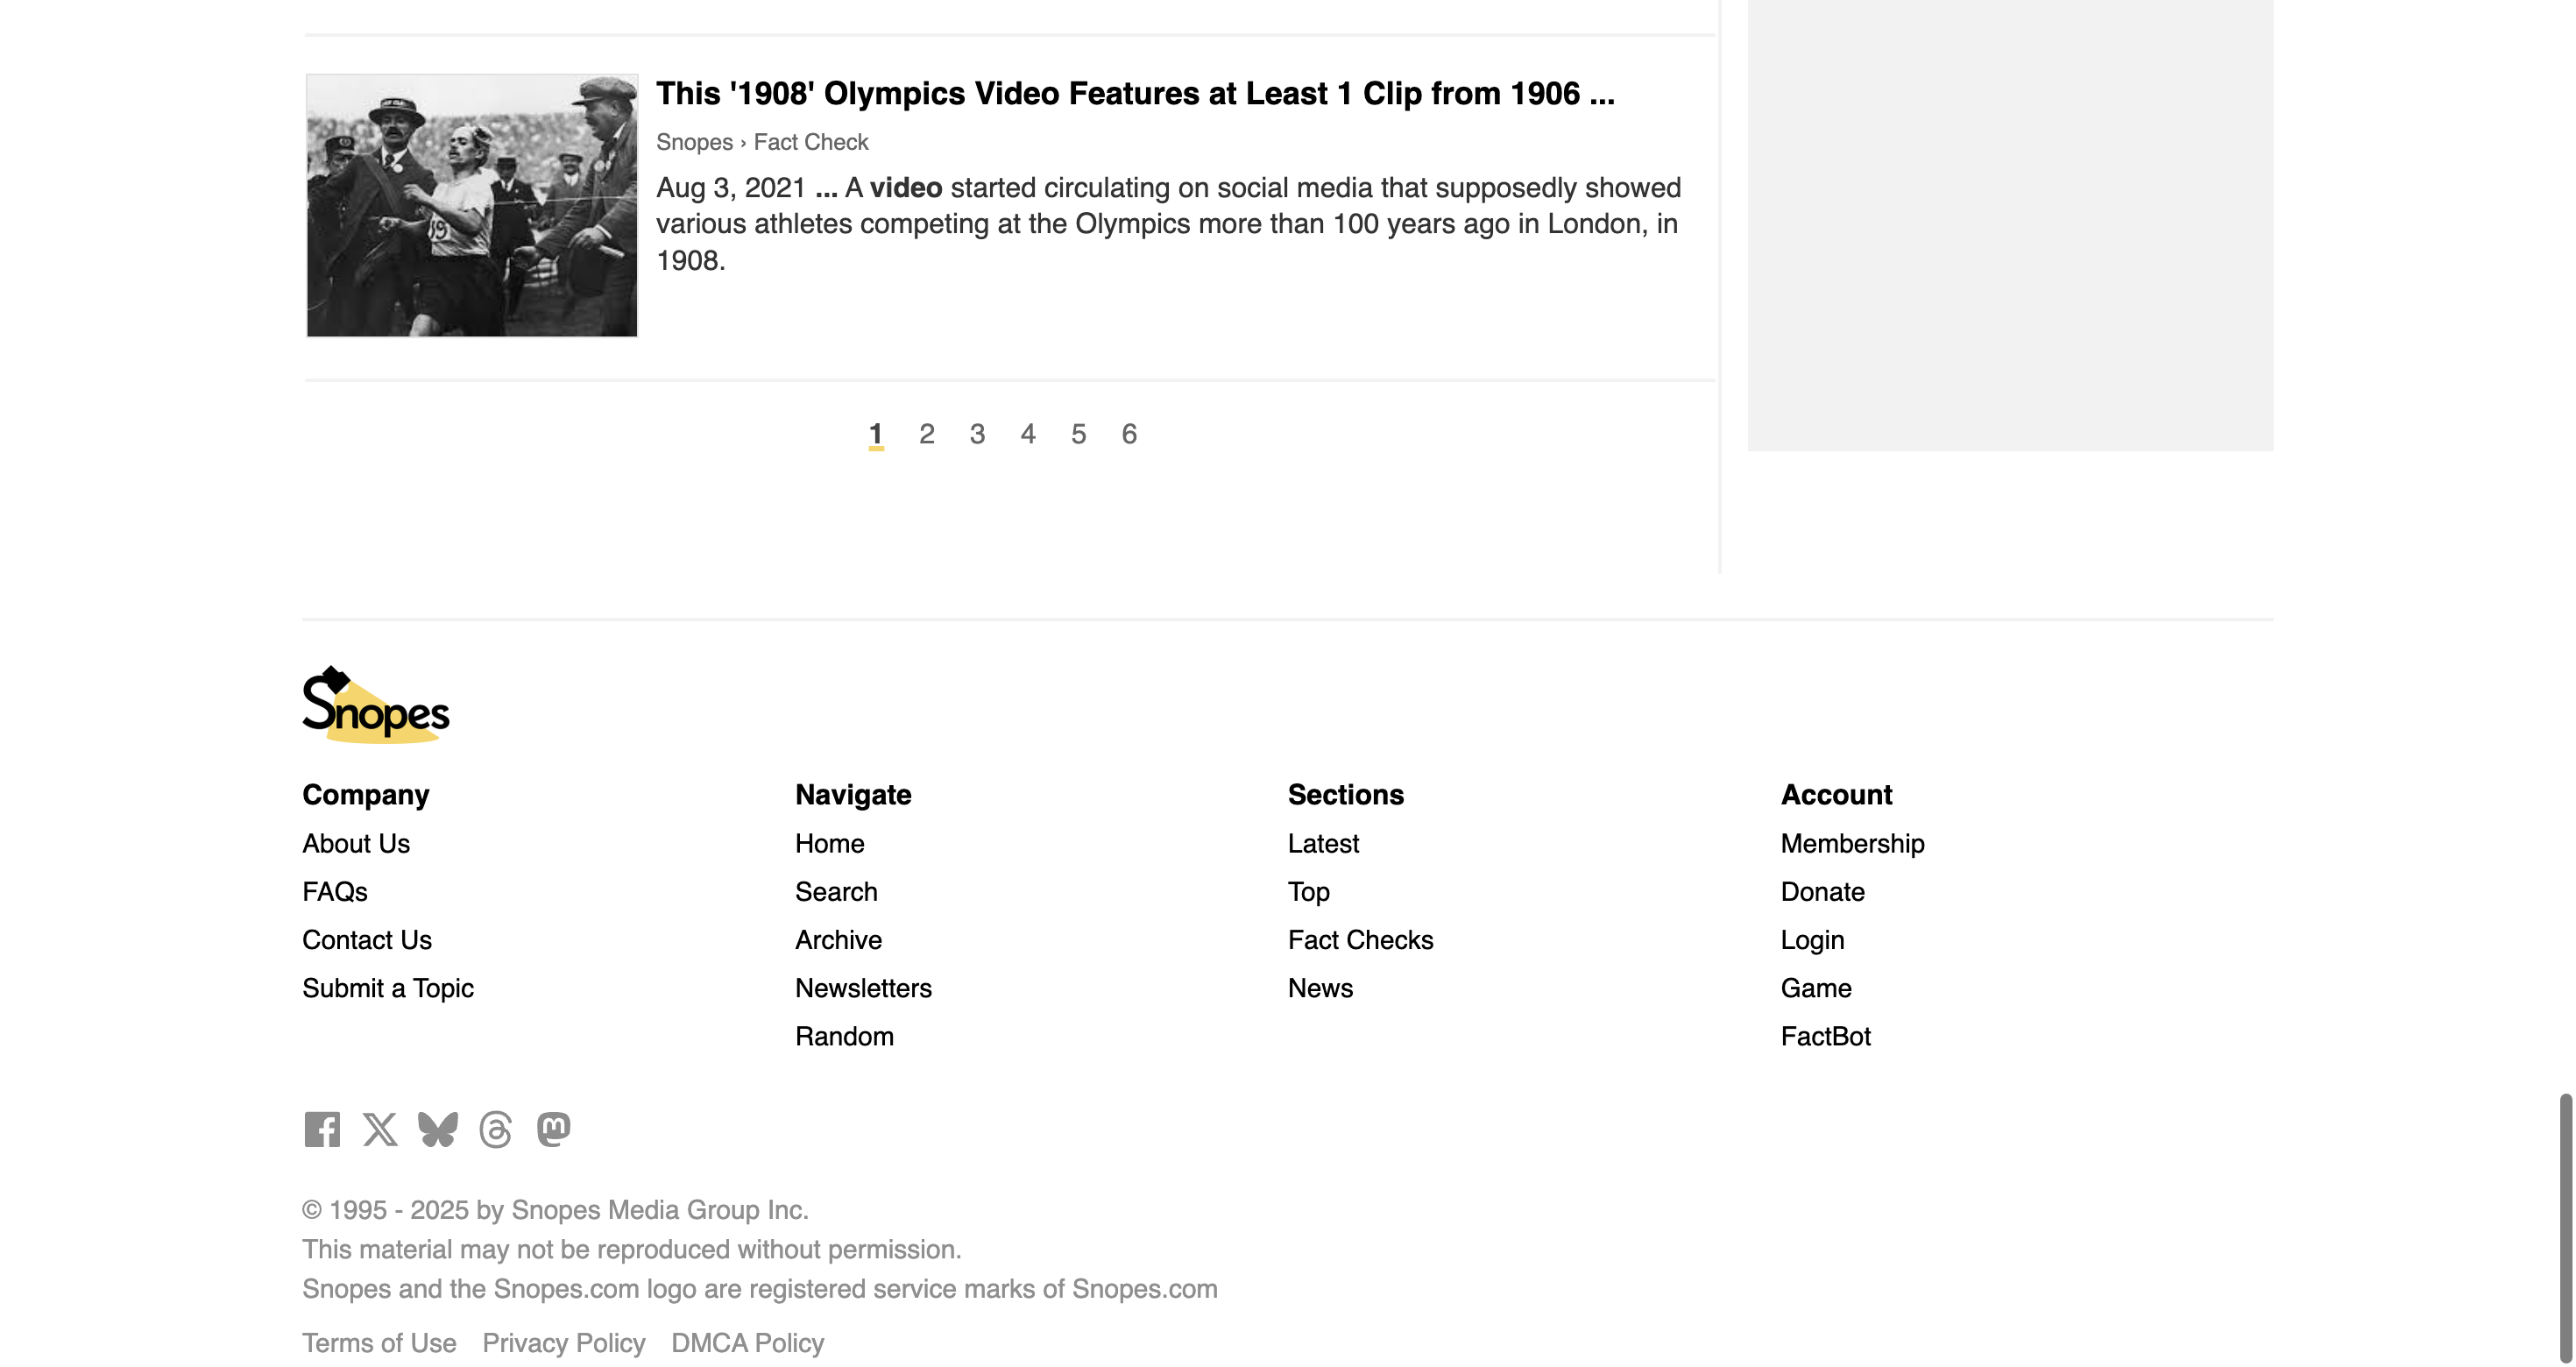 This '1908' Olympics Video Features at Least 1 Clip from 1906 ...
Snopes › Fact Check
Aug 3, 2021 ... A video started circulating on social media that supposedly showed
various athletes competing at the Olympics more than 100 years ago in London, in
1908.
19
1 2 3 4 5 6
Snopes
Company
About Us
FAQs
Contact Us
Submit a Topic
Navigate
Home
Search
Archive
Newsletters
Random
Sections
Latest
Top
Fact Checks
News
Account
Membership
Donate
Login
Game
FactBot
© 1995 - 2025 by Snopes Media Group Inc.
This material may not be reproduced without permission.
Snopes and the Snopes.com logo are registered service marks of Snopes.com
Terms of Use Privacy Policy DMCA Policy